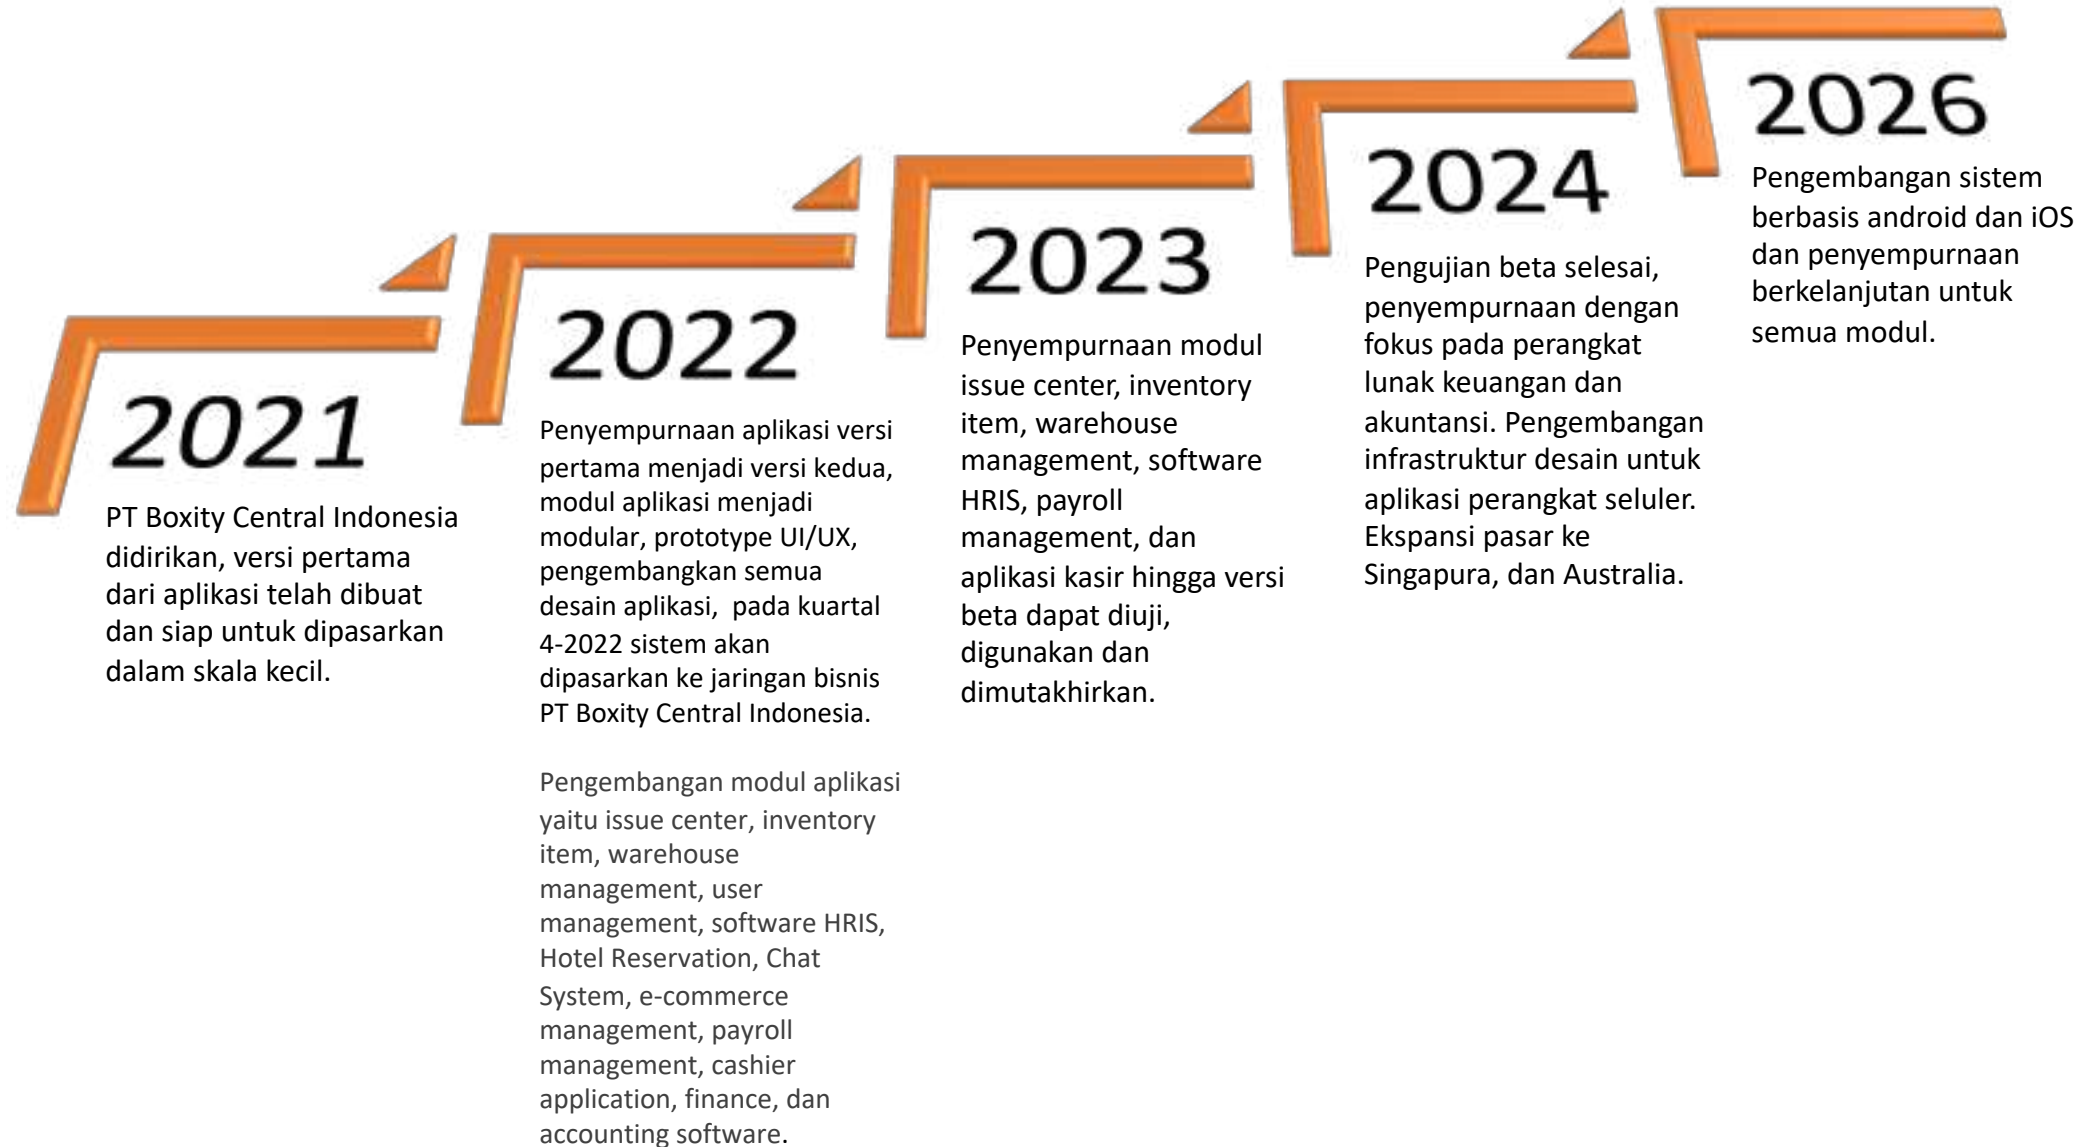 2021
PT Boxity Central Indonesia
didirikan, versi pertama
dari aplikasi telah dibuat
dan siap untuk dipasarkan
dalam skala kecil.
2022
Penyempurnaan aplikasi versi
pertama menjadi versi kedua,
modul aplikasi menjadi
modular, prototype UI/UX,
pengembangkan semua
desain aplikasi,  pada kuartal
4-2022 sistem akan
dipasarkan ke jaringan bisnis
PT Boxity Central Indonesia.
Pengembangan modul aplikasi
yaitu issue center, inventory
item, warehouse
management, user
management, software HRIS,
Hotel Reservation, Chat
System, e-commerce
management, payroll
management, cashier
application, finance, dan
accounting software.
2023
Penyempurnaan modul
issue center, inventory
item, warehouse
management, software
HRIS, payroll
management, dan
aplikasi kasir hingga versi
beta dapat diuji,
digunakan dan
dimutakhirkan.
2024
Pengujian beta selesai,
penyempurnaan dengan
fokus pada perangkat
lunak keuangan dan
akuntansi. Pengembangan
infrastruktur desain untuk
aplikasi perangkat seluler.
Ekspansi pasar ke
Singapura, dan Australia.
2026
Pengembangan sistem
berbasis android dan iOS
dan penyempurnaan
berkelanjutan untuk
semua modul.